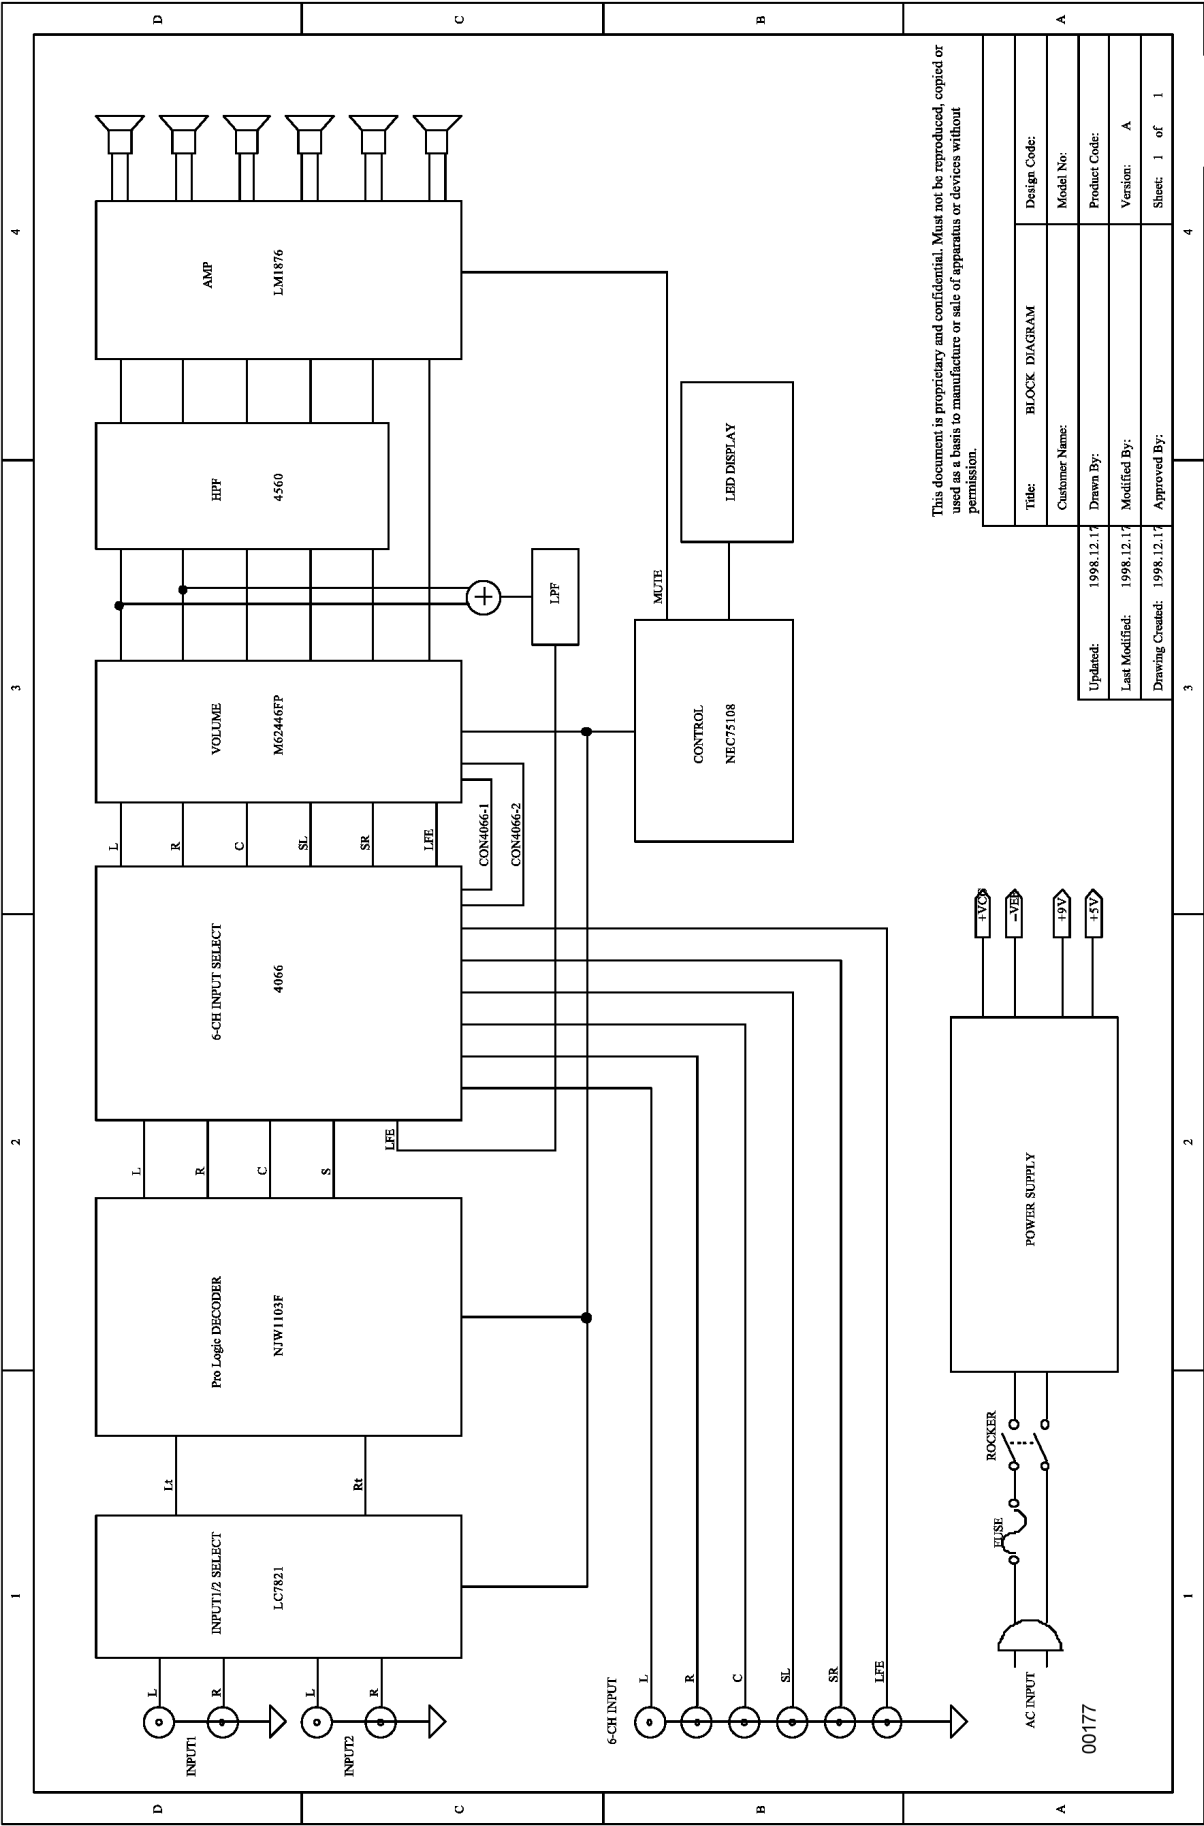 D
C
B
A
4
4
3
3
2
2
1
1
D
C
B
A
INPUT1
L
R
INPUT2
L
R
INPUT1/2 SELECT
LC7821
Lt
Rt
Pro Logic DECODER
NJW1103F
L
R
C
S
LFE
6-CH INPUT SELECT
4066
L
R
C
SL
SR
LFE
CON4066-1
CON4066-2
VOLUME
M62446FP
HPF
4560
LPF
AMP
LM1876
MUTE
CONTROL
NEC75108
LED DISPLAY
6-CH INPUT
L
R
C
SL
SR
LFE
AC INPUT
FUSE
ROCKER
POWER SUPPLY
+VCC
-VEE
+9V
+5V
00177
This document is proprietary and confidential. Must not be reproduced, copied or
used as a basis to manufacture or sale of apparatus or devices without
permission.
Title: BLOCK DIAGRAM
Design Code:
Customer Name:
Model No:
Updated: 1998.12.17
Drawn By:
Product Code:
Last Modified: 1998.12.17
Modified By:
Version: A
Drawing Created: 1998.12.17
Approved By:
Sheet: 1 of 1